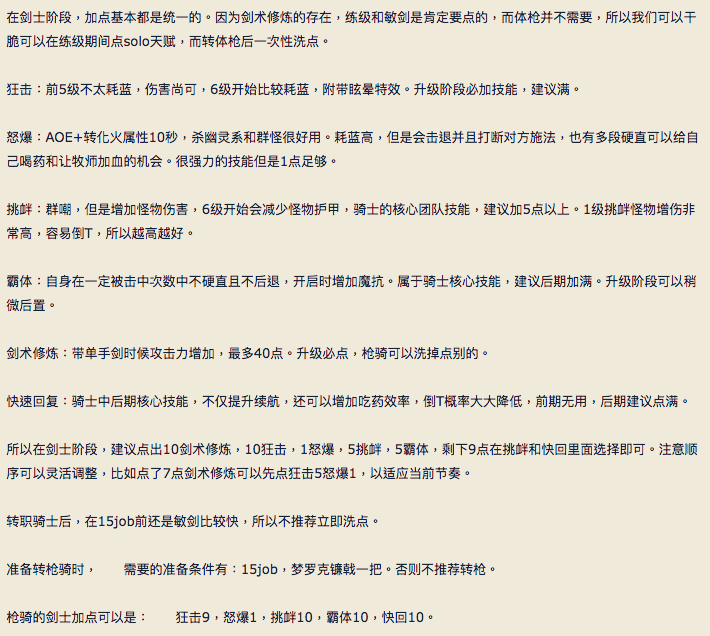 在剑士阶段，加点基本都是统一的。因为剑术修炼的存在，练级和敏剑是肯定要点的，而体枪并不需要，所以我们可以干
脆可以在练级期间点solo天赋，而转体枪后一次性洗点。
狂击：前5级不太耗蓝，伤害尚可，6级开始比较耗蓝，附带眩晕特效。升级阶段必加技能，建议满。
怒爆：AOE+转化火属性10秒，杀幽灵系和群怪很好用。耗蓝高，但是会击退并且打断对方施法，也有多段硬直可以给自
己喝药和让牧师加血的机会。很强力的技能但是1点足够。
挑衅：群嘲，但是增加怪物伤害，6级开始会减少怪物护甲，骑士的核心团队技能，建议加5点以上。1级挑衅怪物增伤非
常高，容易倒T，所以越高越好。
霸体：自身在一定被击中次数中不硬直且不后退，开启时增加魔抗。属于骑士核心技能，建议后期加满。升级阶段可以稍
微后置。
剑术修炼：带单手剑时候攻击力增加，最多40点。升级必点，枪骑可以洗掉点别的。
快速回复：骑士中后期核心技能，不仅提升续航，还可以增加吃药效率，倒T概率大大降低，前期无用，后期建议点满。
所以在剑士阶段，建议点出10剑术修炼，10狂击，1怒爆，5挑衅，5霸体，剩下9点在挑衅和快回里面选择即可。注意顺
序可以灵活调整，比如点了7点剑术修炼可以先点狂击5怒爆1，以适应当前节奏。
转职骑士后，在15job前还是敏剑比较快，所以不推荐立即洗点。
准备转枪骑时，　　需要的准备条件有：15job，梦罗克镰戟一把。否则不推荐转枪。
枪骑的剑士加点可以是：　　狂击9，怒爆1，挑衅10，霸体10，快回10。